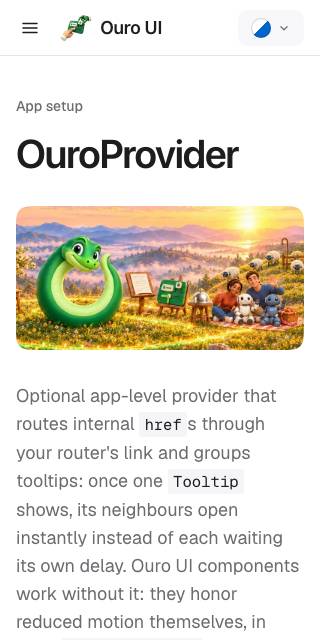 Ouro UI
App setup
OuroProvider
Optional app-level provider that
routes internal hrefs through
your router's link and groups
tooltips: once one Tooltip
shows, its neighbours open
instantly instead of each waiting
its own delay. Ouro UI components
work without it: they honor
reduced motion themselves, in